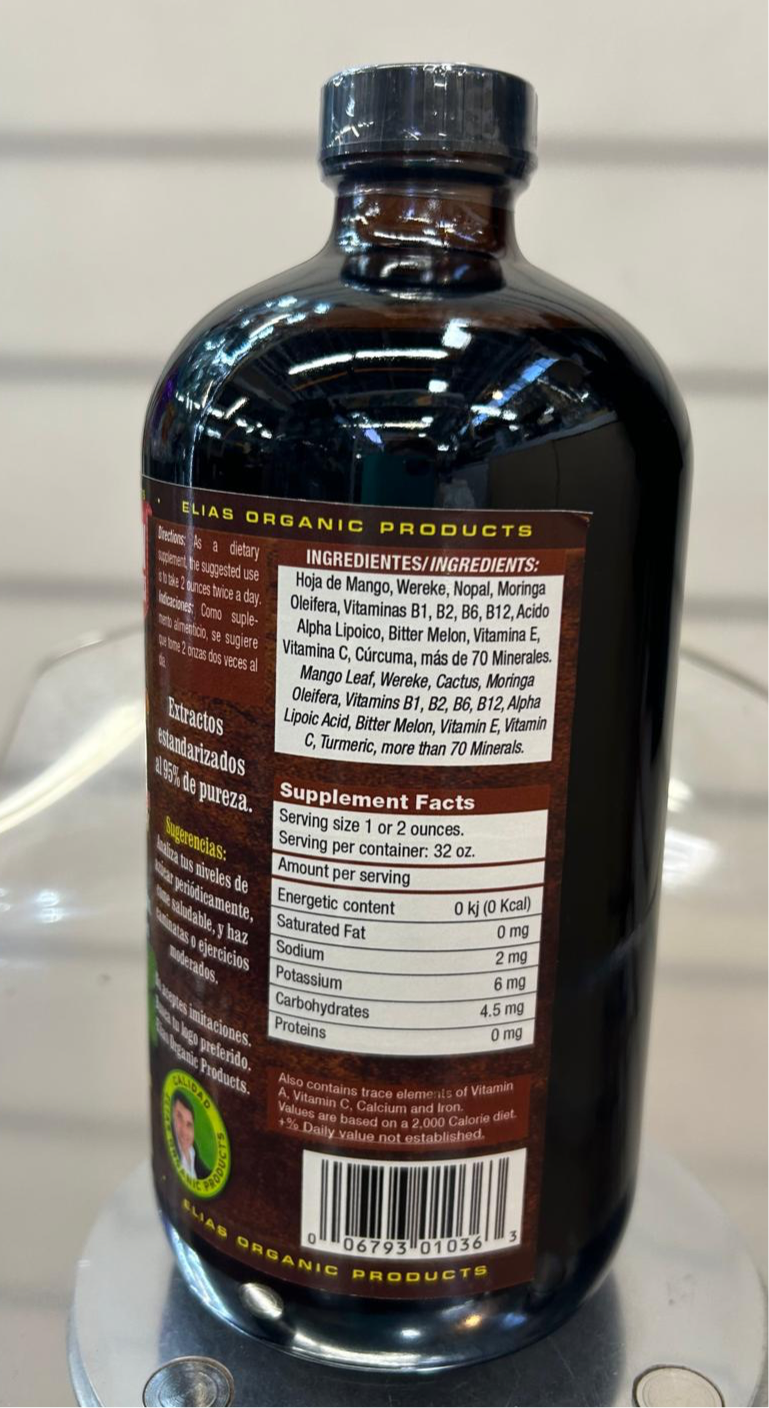 ELIAS ORGANIC PRODUCTS
Directions: As a dietary
supplement, the suggested use
is to take 2 ounces twice a day.
Indicaciones: Como suple-
mento alimenticio, se sugiere
que tome 2 onzas dos veces al
día.
Extractos
estandarizados
al 95% de pureza.
Sugerencias:
Analiza tus niveles de
azúcar periódicamente,
come saludable, y haz
caminatas o ejercicios
moderados.
No aceptes imitaciones.
Busca tu logo preferido.
Elias Organic Products.
CALIDAD
ORGANIC PRODUCTS
INGREDIENTES/INGREDIENTS:
Hoja de Mango, Wereke, Nopal, Moringa
Oleifera, Vitaminas B1, B2, B6, B12, Acido
Alpha Lipoico, Bitter Melon, Vitamina E,
Vitamina C, Cúrcuma, más de 70 Minerales.
Mango Leaf, Wereke, Cactus, Moringa
Oleifera, Vitamins B1, B2, B6, B12, Alpha
Lipoic Acid, Bitter Melon, Vitamin E, Vitamin
C, Turmeric, more than 70 Minerals.
Supplement Facts
Serving size 1 or 2 ounces.
Serving per container: 32 oz.
Amount per serving
Energetic content 0 kj (0 Kcal)
Saturated Fat 0 mg
Sodium 2 mg
Potassium 6 mg
Carbohydrates 4.5 mg
Proteins 0 mg
Also contains trace elements of Vitamin
A, Vitamin C, Calcium and Iron.
Values are based on a 2,000 Calorie diet.
+% Daily value not established.
0 06793 01036 3
ELIAS ORGANIC PRODUCTS